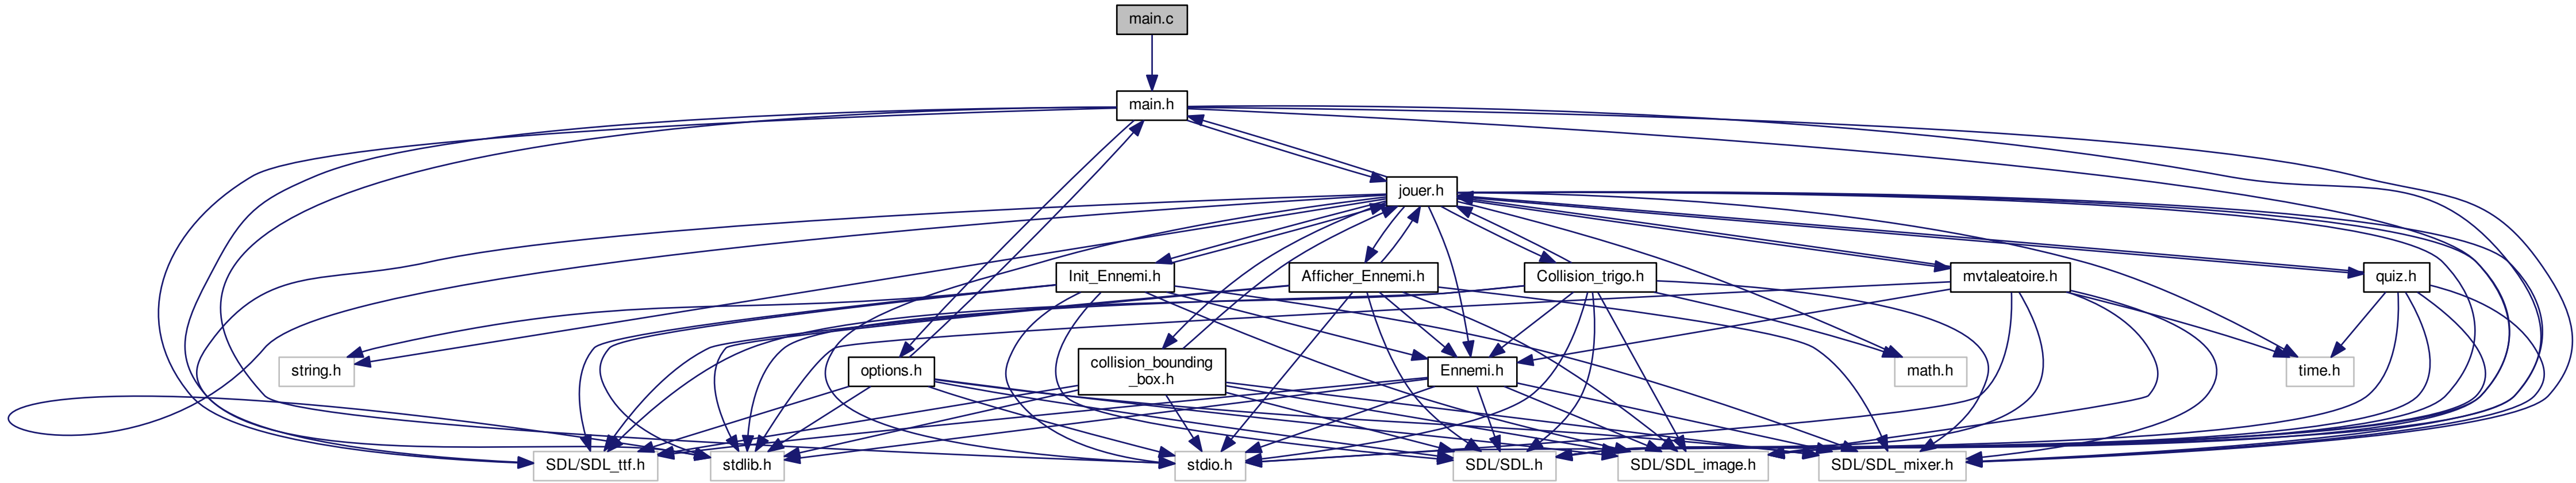 main.c
main.h
jouer.h
Init_Ennemi.h
Afficher_Ennemi.h
Collision_trigo.h
mvtaleatoire.h
quiz.h
string.h
options.h
collision_bounding
_box.h
Ennemi.h
math.h
time.h
SDL/SDL_ttf.h
stdlib.h
stdio.h
SDL/SDL.h
SDL/SDL_image.h
SDL/SDL_mixer.h